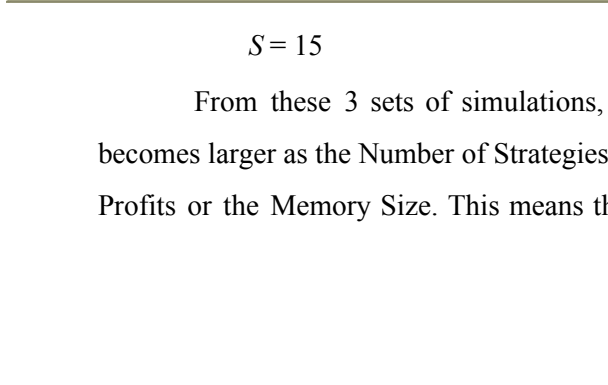 S = 15
From these 3 sets of simulations,
becomes larger as the Number of Strategies
Profits or the Memory Size. This means